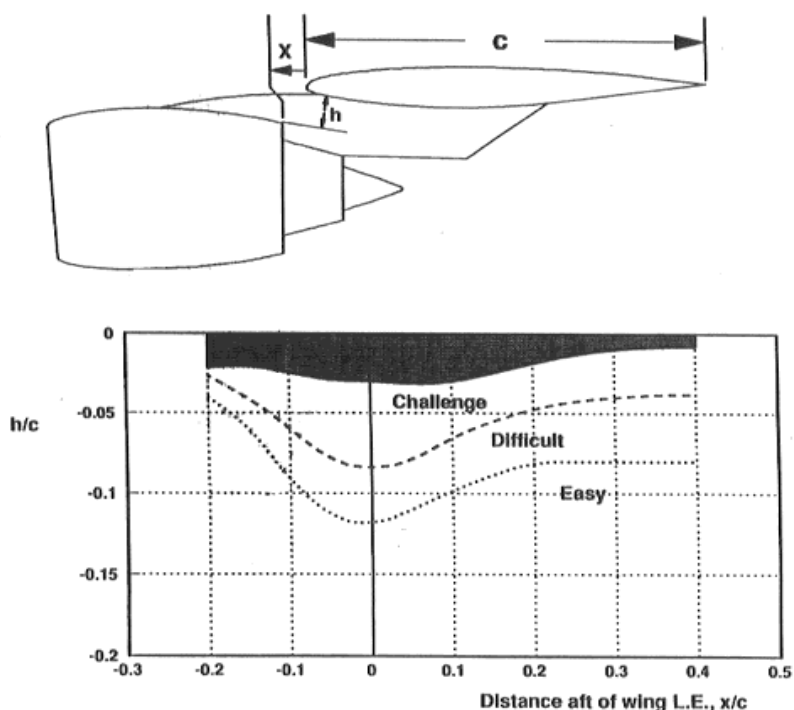 C
X
h
0
Challenge
-0.05
h/c
Difficult
-0.1
Easy
-0.15
-0.2
-0.3 -0.2 -0.1 0 0.1 0.2 0.3 0.4 0.5
Distance aft of wing L.E., x/c